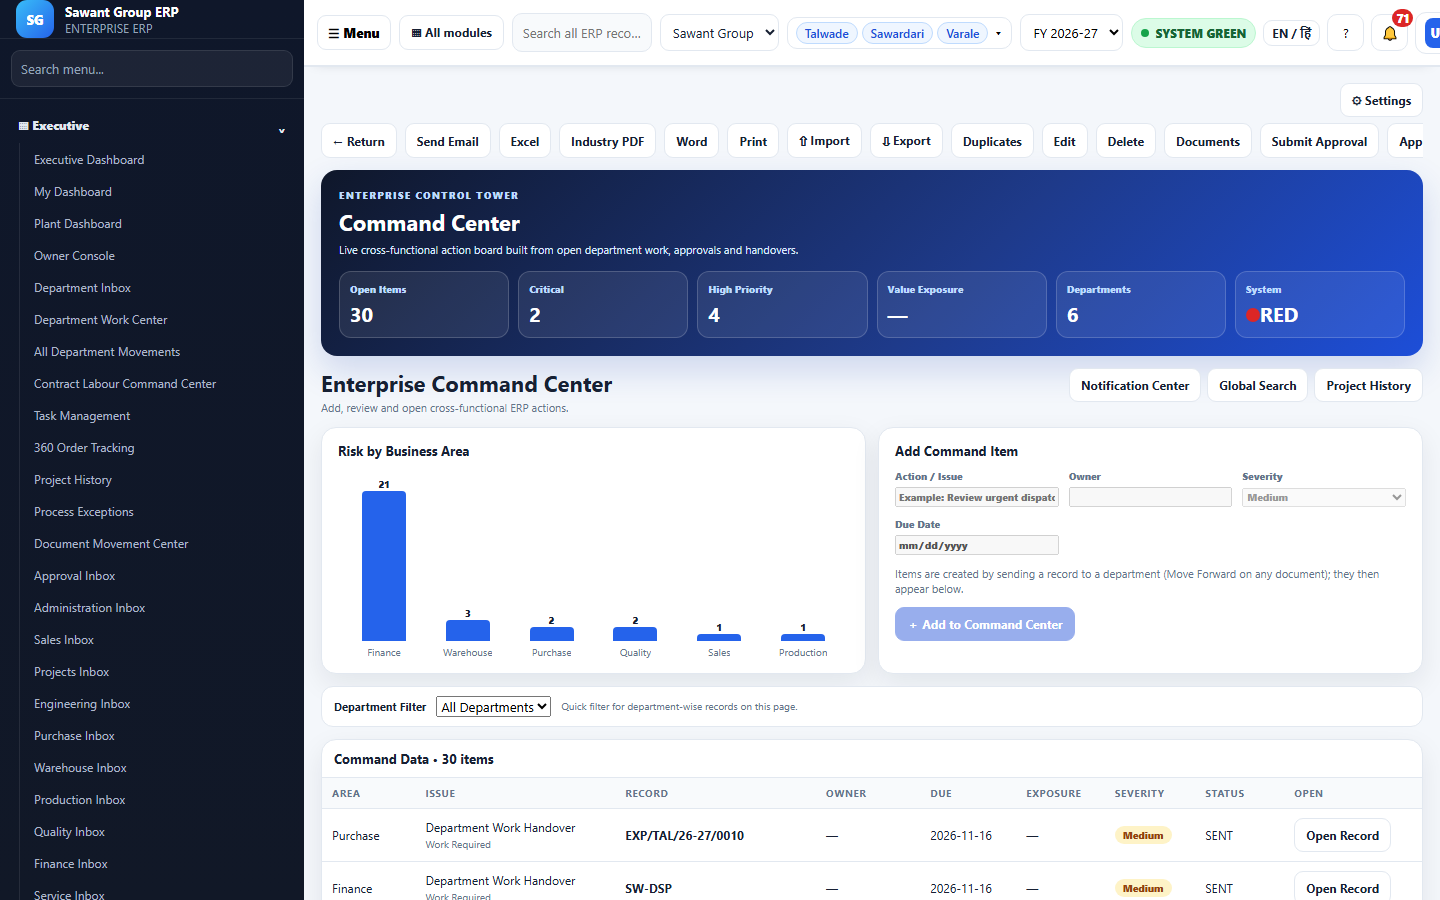 SG
Sawant Group ERP
ENTERPRISE ERP
Search menu...
Executive
Executive Dashboard
My Dashboard
Plant Dashboard
Owner Console
Department Inbox
Department Work Center
All Department Movements
Contract Labour Command Center
Task Management
360 Order Tracking
Project History
Process Exceptions
Document Movement Center
Approval Inbox
Administration Inbox
Sales Inbox
Projects Inbox
Engineering Inbox
Purchase Inbox
Warehouse Inbox
Production Inbox
Quality Inbox
Finance Inbox
Service Inbox
☰ Menu
All modules
Search all ERP reco...
Sawant Group
Talwade
Sawardari
Varale
FY 2026-27
SYSTEM GREEN
EN / हिं
?
71
U
⚙ Settings
← Return
Send Email
Excel
Industry PDF
Word
Print
⇧ Import
⇩ Export
Duplicates
Edit
Delete
Documents
Submit Approval
App
ENTERPRISE CONTROL TOWER
Command Center
Live cross-functional action board built from open department work, approvals and handovers.
Open Items
30
Critical
2
High Priority
4
Value Exposure
—
Departments
6
System
RED
Enterprise Command Center
Add, review and open cross-functional ERP actions.
Notification Center
Global Search
Project History
Risk by Business Area
21
3
2
2
1
1
Finance
Warehouse
Purchase
Quality
Sales
Production
Add Command Item
Action / Issue
Owner
Severity
Example: Review urgent dispatc
Medium
Due Date
mm/dd/yyyy
Items are created by sending a record to a department (Move Forward on any document); they then
appear below.
+ Add to Command Center
Department Filter
All Departments
Quick filter for department-wise records on this page.
Command Data • 30 items
AREA ISSUE RECORD OWNER DUE EXPOSURE SEVERITY STATUS OPEN
Purchase Department Work Handover EXP/TAL/26-27/0010 — 2026-11-16 — Medium SENT Open Record
Work Required
Finance Department Work Handover SW-DSP — 2026-11-16 — Medium SENT Open Record
Work Required